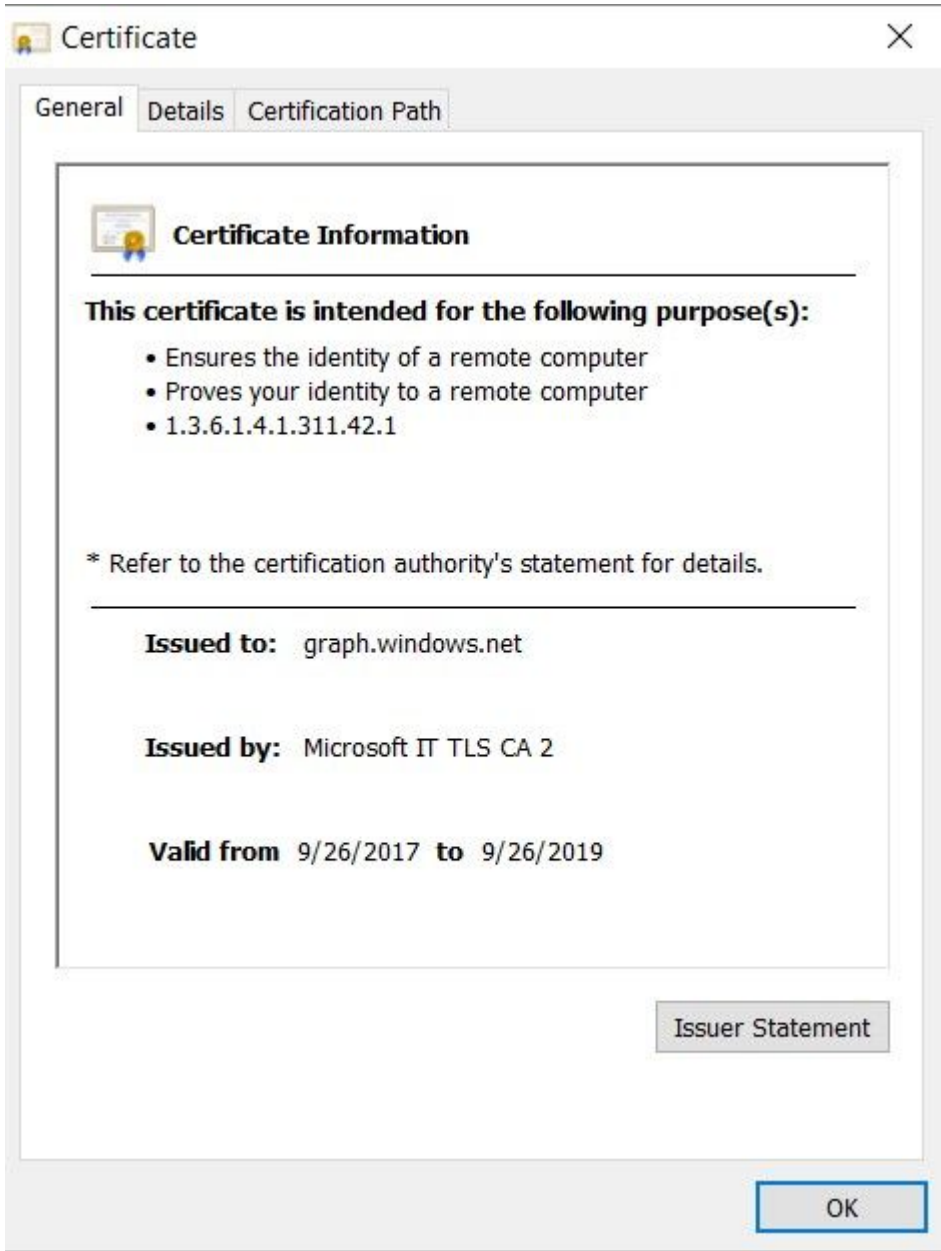 Certificate
General Details Certification Path
Certificate Information
This certificate is intended for the following purpose(s):
• Ensures the identity of a remote computer
• Proves your identity to a remote computer
• 1.3.6.1.4.1.311.42.1
* Refer to the certification authority's statement for details.
Issued to: graph.windows.net
Issued by: Microsoft IT TLS CA 2
Valid from 9/26/2017 to 9/26/2019
Issuer Statement
OK